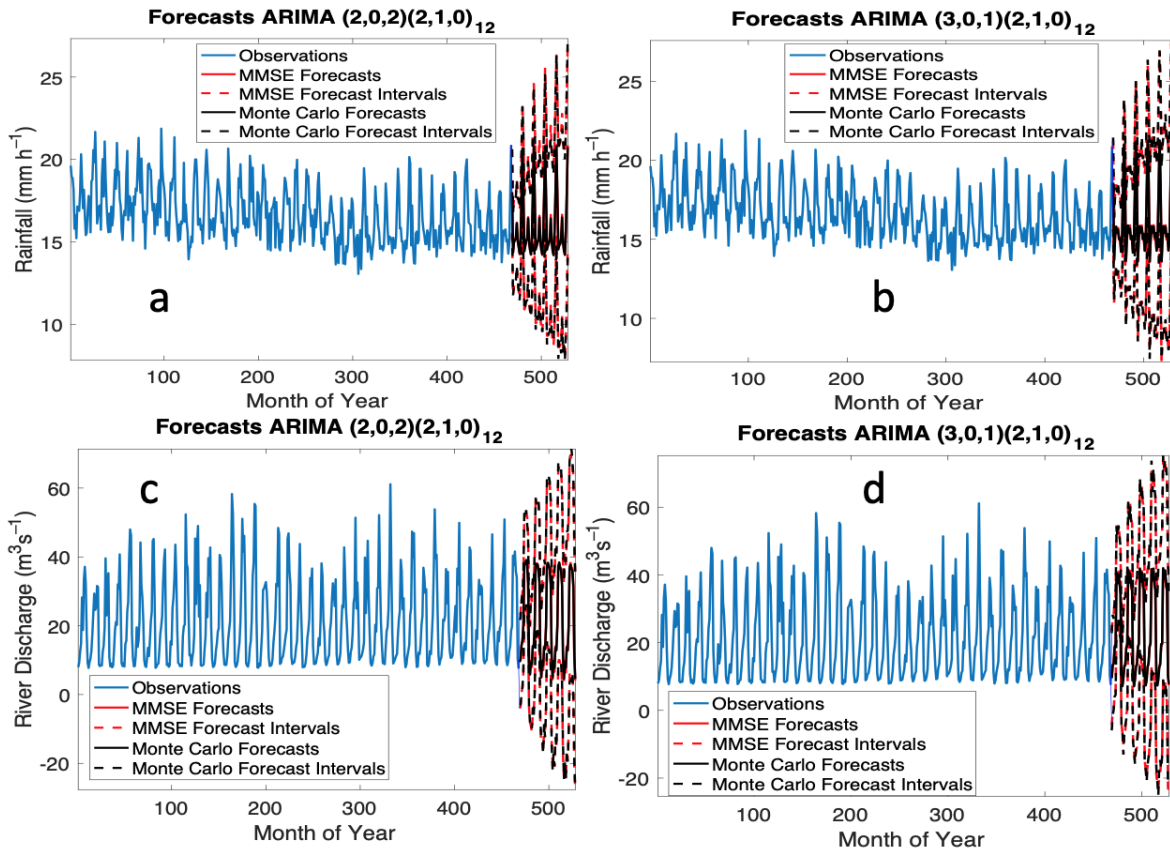 Forecasts ARIMA (2,0,2)(2,1,0)12
Rainfall (mm h-1)
25
20
15
10
Observations
MMSE Forecasts
MMSE Forecast Intervals
Monte Carlo Forecasts
Monte Carlo Forecast Intervals
a
100 200 300 400 500
Month of Year
Forecasts ARIMA (3,0,1)(2,1,0)12
Rainfall (mm h-1)
25
20
15
10
Observations
MMSE Forecasts
MMSE Forecast Intervals
Monte Carlo Forecasts
Monte Carlo Forecast Intervals
b
100 200 300 400 500
Month of Year
Forecasts ARIMA (2,0,2)(2,1,0)12
River Discharge (m3s-1)
60
40
20
0
-20
c
Observations
MMSE Forecasts
MMSE Forecast Intervals
Monte Carlo Forecasts
Monte Carlo Forecast Intervals
100 200 300 400 500
Month of Year
Forecasts ARIMA (3,0,1)(2,1,0)12
River Discharge (m3s-1)
60
40
20
0
-20
d
Observations
MMSE Forecasts
MMSE Forecast Intervals
Monte Carlo Forecasts
Monte Carlo Forecast Intervals
100 200 300 400 500
Month of Year